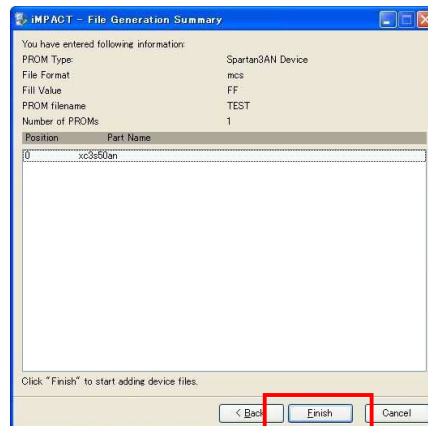 iMPACT - File Generation Summary
You have entered following information:
PROM Type: Spartan3AN Device
File Format mcs
Fill Value FF
PROM filename TEST
Number of PROMs 1
Position Part Name
0 xc3s50an
Click "Finish" to start adding device files.
< Back Finish Cancel